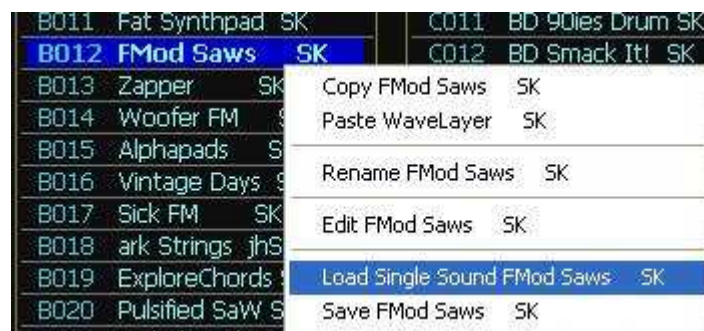 B011 Fat Synthpad SK
C011 BD 90ies Drum SK
B012 FMod Saws SK
C012 BD Smack It! SK
B013 Zapper SK
B014 Woofer FM
B015 Alphapads S
B016 Vintage Days S
B017 Sick FM SK
B018 ark Strings jhS
B019 ExploreChords
B020 Pulsified SaW S
Copy FMod Saws SK
Paste WaveLayer SK
Rename FMod Saws SK
Edit FMod Saws SK
Load Single Sound FMod Saws SK
Save FMod Saws SK